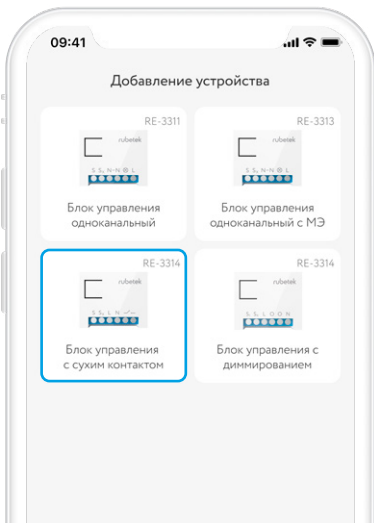 09:41
Добавление устройства
RE-3311
rubetek
Блок управления
одноканальный
RE-3313
rubetek
Блок управления
одноканальный с МЭ
RE-3314
rubetek
Блок управления
с сухим контактом
RE-3314
rubetek
Блок управления с
диммированием